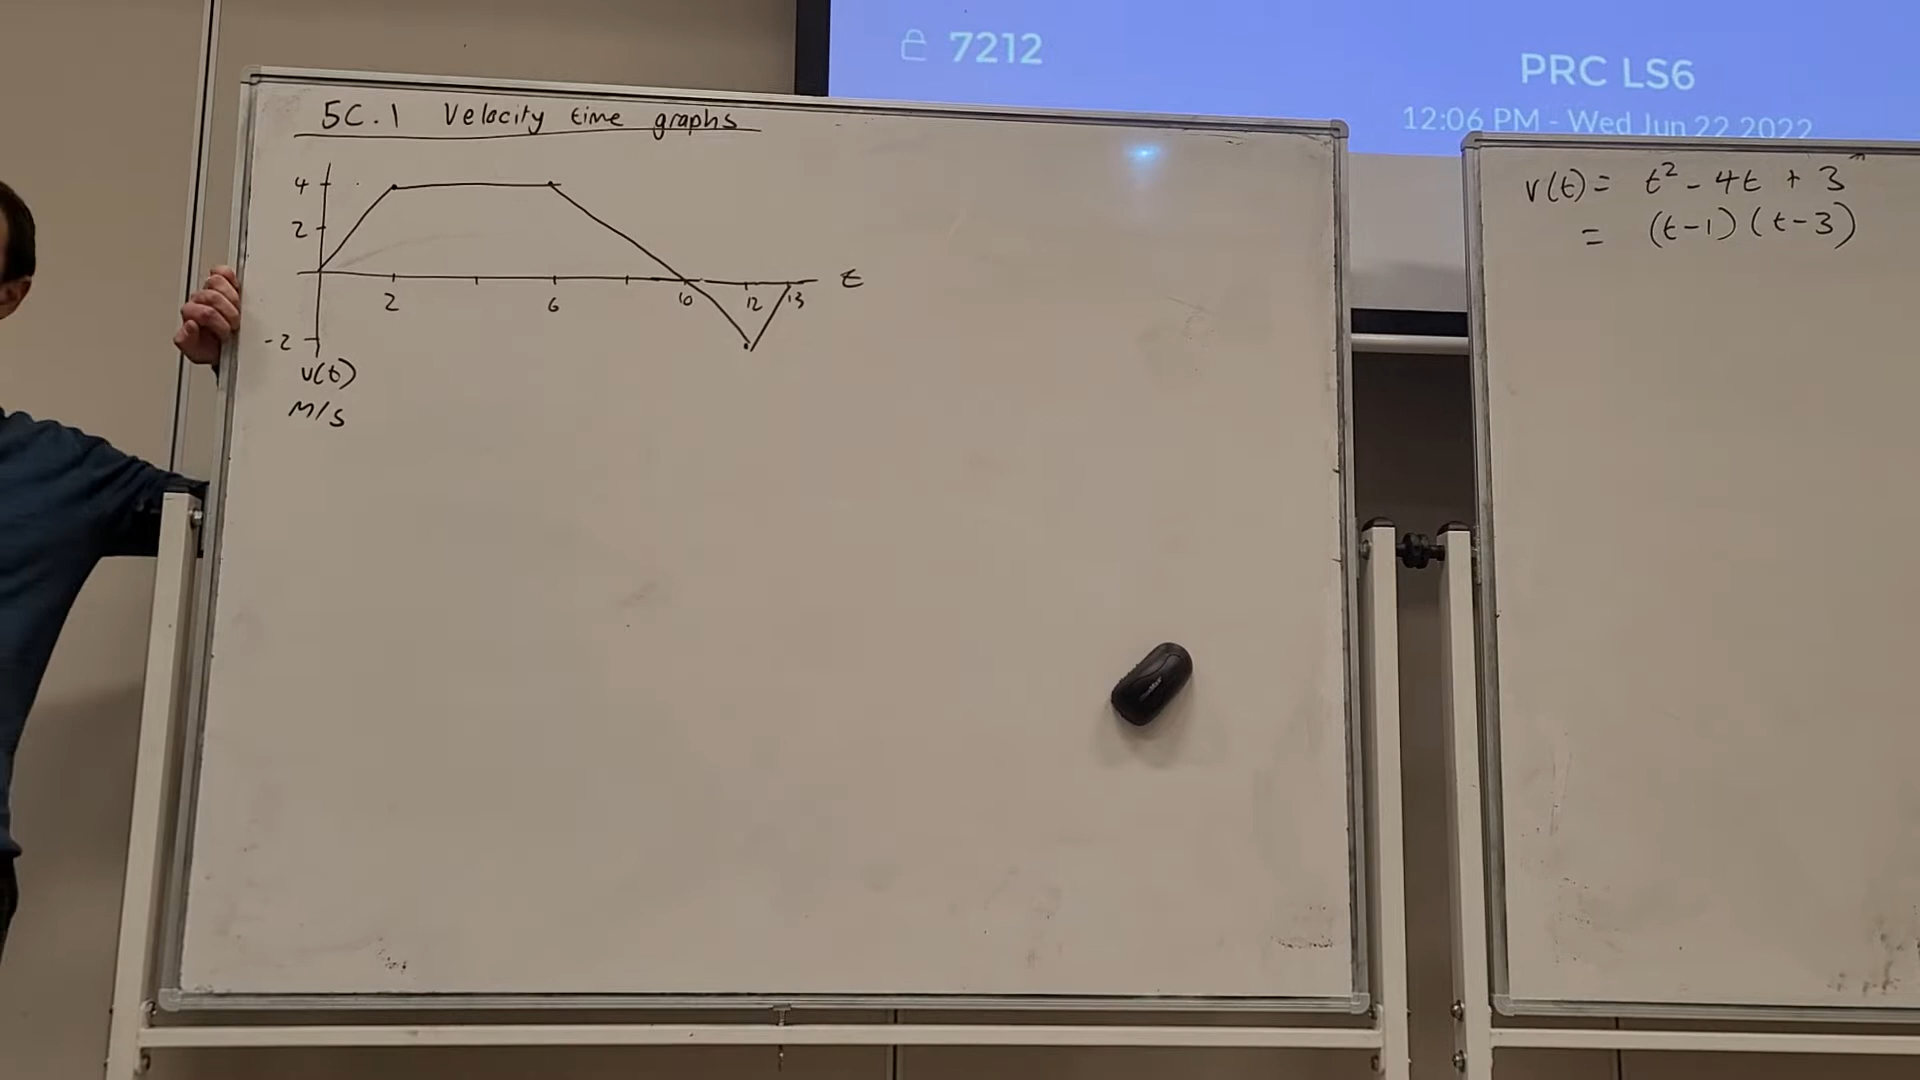 7212
PRC LS6
12:06 PM - Wed Jun 22 2022
5C.1 Velocity time graphs
4
2
-2
2 6 10 12 13 t
v(t)
M/S
v(t) = t² - 4t + 3
= (t-1)(t-3)